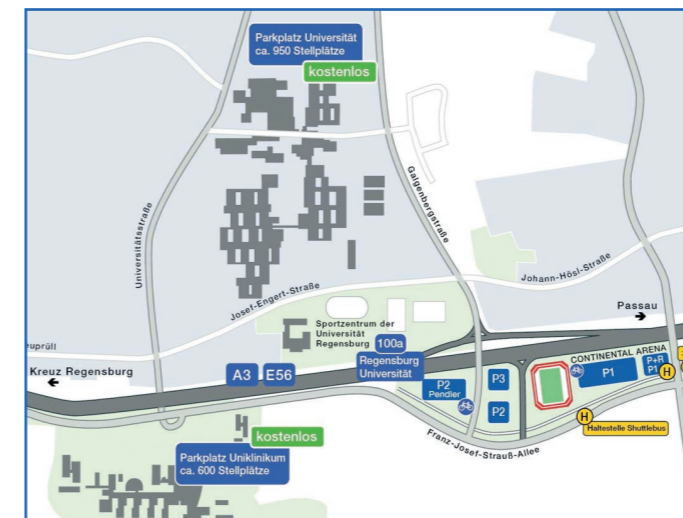 Parkplatz Universität
ca. 950 Stellplätze
kostenlos
Universitätsstraße
Galgenbergstraße
Josef-Engert-Straße
Johann-Hösl-Straße
Passau
Sportzentrum der
Universität
Regensburg
100a
Regensburg
Universität
Kreuz Regensburg
A3
E56
CONTINENTAL ARENA
P2
Pendler
P3
P2
P1
P+R
P1
H
H
Haltestelle Shuttlebus
Franz-Josef-Strauß-Allee
kostenlos
Parkplatz Uniklinikum
ca. 600 Stellplätze